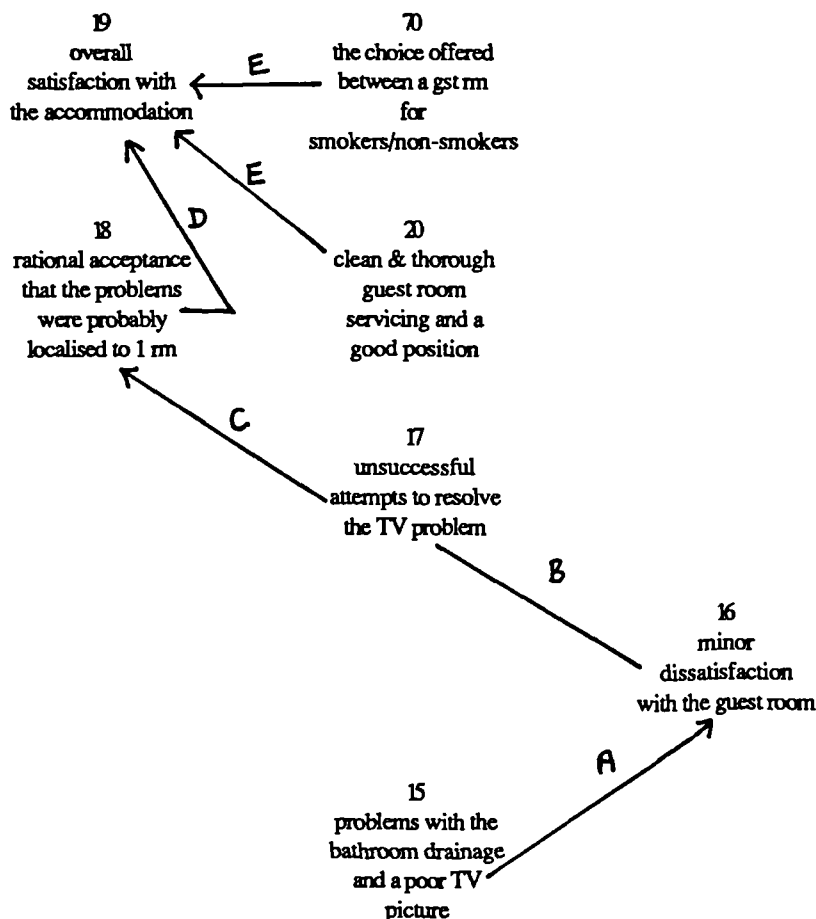 19
overall
satisfaction with
the accommodation
E
70
the choice offered
between a gst rm
for
smokers/non-smokers
E
D
18
rational acceptance
that the problems
were probably
localised to 1 rm
20
clean & thorough
guest room
servicing and a
good position
C
17
unsuccessful
attempts to resolve
the TV problem
B
16
minor
dissatisfaction
with the guest room
A
15
problems with the
bathroom drainage
and a poor TV
picture